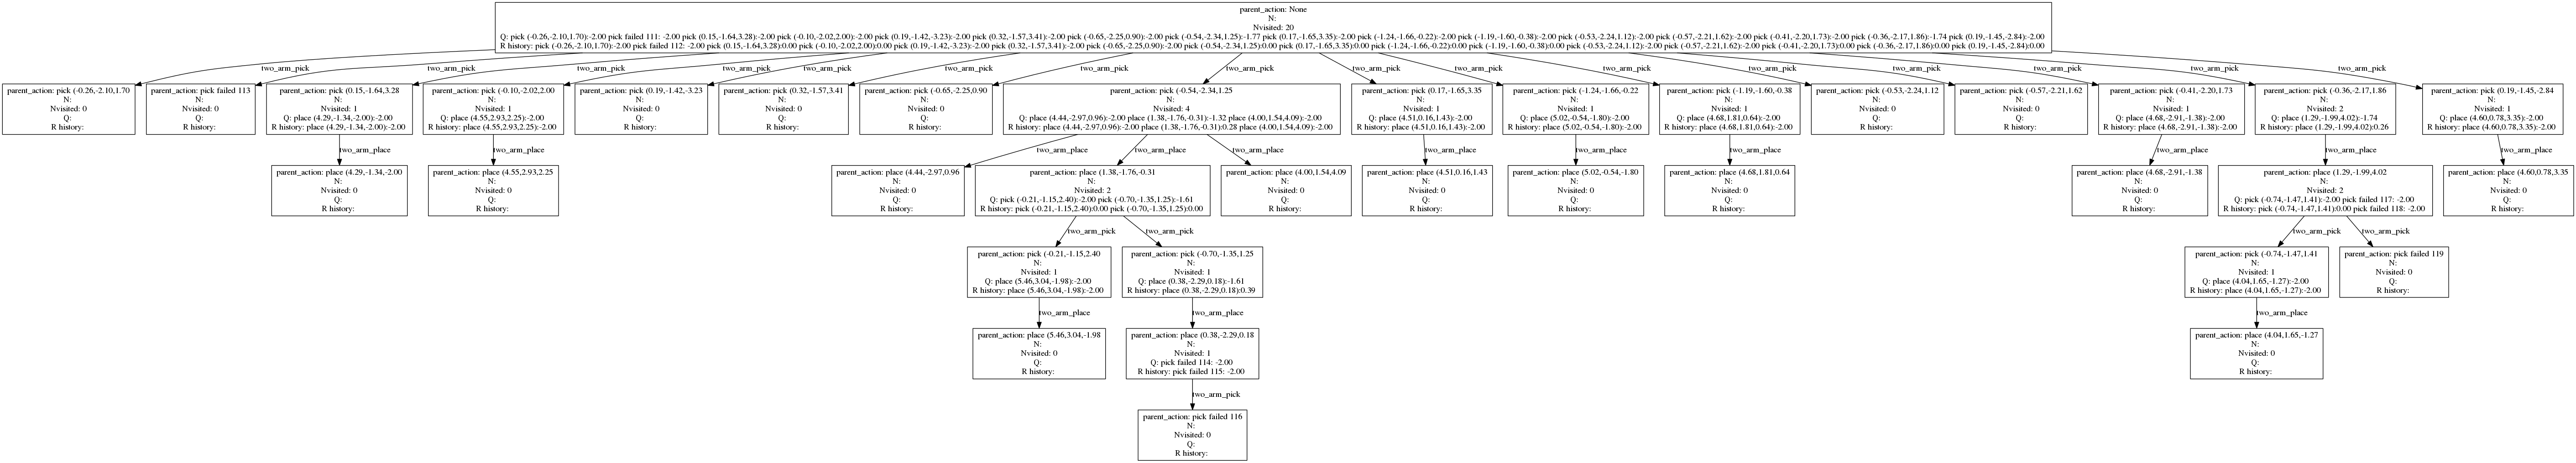 parent_action: None
N:
Nvisited: 20
Q: pick (-0.26,-2.10,1.70):-2.00 pick failed 111: -2.00 pick (0.15,-1.64,3.28):-2.00 pick (-0.10,-2.02,2.00):-2.00 pick (0.19,-1.42,-3.23):-2.00 pick (0.32,-1.57,3.41):-2.00 pick (-0.65,-2.25,0.90):-2.00 pick (-0.54,-2.34,1.25):-1.77 pick (0.17,-1.65,3.35):-2.00 pick (-1.24,-1.66,-0.22):-2.00 pick (-1.19,-1.60,-0.38):-2.00 pick (-0.53,-2.24,1.12):-2.00 pick (-0.57,-2.21,1.62):-2.00 pick (-0.41,-2.20,1.73):-2.00 pick (-0.36,-2.17,1.86):-1.74 pick (0.19,-1.45,-2.84):-2.00
R history: pick (-0.26,-2.10,1.70):-2.00 pick failed 112: -2.00 pick (0.15,-1.64,3.28):0.00 pick (-0.10,-2.02,2.00):0.00 pick (0.19,-1.42,-3.23):-2.00 pick (0.32,-1.57,3.41):-2.00 pick (-0.65,-2.25,0.90): -2.00 pick (-0.54,-2.34,1.25):0.00 pick (0.17,-1.65,3.35):0.00 pick (-1.24,-1.66,-0.22):0.00 pick (-1.19,-1.60,-0.38):0.00 pick (-0.53,-2.24,1.12):-2.00 pick (-0.57,-2.21,1.62):-2.00 pick (-0.41,-2.20,1.73):0.00 pick (-0.36,-2.17,1.86):0.00 pick (0.19,-1.45,-2.84):0.00
two_arm_pick two_arm_pick two_arm_pick two_arm_pick two_arm_pick two_arm_pick two_arm_pick two_arm_pick two_arm_pick two_arm_pick two_arm_pick two_arm_pick two_arm_pick two_arm_pick two_arm_pick two_arm_pick
parent_action: pick (-0.26,-2.10,1.70
N:
Nvisited: 0
Q:
R history:
parent_action: pick failed 113
N:
Nvisited: 0
Q:
R history:
parent_action: pick (0.15,-1.64,3.28
N:
Nvisited: 1
Q: place (4.29,-1.34,-2.00):-2.00
R history: place (4.29,-1.34,-2.00):-2.00
parent_action: pick (-0.10,-2.02,2.00
N:
Nvisited: 1
Q: place (4.55,2.93,2.25):-2.00
R history: place (4.55,2.93,2.25):-2.00
parent_action: pick (0.19,-1.42,-3.23
N:
Nvisited: 0
Q:
R history:
parent_action: pick (0.32,-1.57,3.41
N:
Nvisited: 0
Q:
R history:
parent_action: pick (-0.65,-2.25,0.90
N:
Nvisited: 0
Q:
R history:
parent_action: pick (-0.54,-2.34,1.25
N:
Nvisited: 4
Q: place (4.44,-2.97,0.96):-2.00 place (1.38,-1.76,-0.31):-1.32 place (4.00,1.54,4.09):-2.00
R history: place (4.44,-2.97,0.96):-2.00 place (1.38,-1.76,-0.31):0.28 place (4.00,1.54,4.09):-2.00
parent_action: pick (0.17,-1.65,3.35
N:
Nvisited: 1
Q: place (4.51,0.16,1.43):-2.00
R history: place (4.51,0.16,1.43):-2.00
parent_action: pick (-1.24,-1.66,-0.22
N:
Nvisited: 1
Q: place (5.02,-0.54,-1.80):-2.00
R history: place (5.02,-0.54,-1.80):-2.00
parent_action: pick (-1.19,-1.60,-0.38
N:
Nvisited: 1
Q: place (4.68,1.81,0.64):-2.00
R history: place (4.68,1.81,0.64):-2.00
parent_action: pick (-0.53,-2.24,1.12
N:
Nvisited: 0
Q:
R history:
parent_action: pick (-0.57,-2.21,1.62
N:
Nvisited: 0
Q:
R history:
parent_action: pick (-0.41,-2.20,1.73
N:
Nvisited: 1
Q: place (4.68,-2.91,-1.38):-2.00
R history: place (4.68,-2.91,-1.38):-2.00
parent_action: pick (-0.36,-2.17,1.86
N:
Nvisited: 2
Q: place (1.29,-1.99,4.02):-1.74
R history: place (1.29,-1.99,4.02):0.26
parent_action: pick (0.19,-1.45,-2.84
N:
Nvisited: 1
Q: place (4.60,0.78,3.35):-2.00
R history: place (4.60,0.78,3.35):-2.00
two_arm_place two_arm_place two_arm_place two_arm_place two_arm_place two_arm_place two_arm_place two_arm_place two_arm_place two_arm_place two_arm_place
parent_action: place (4.29,-1.34,-2.00
N:
Nvisited: 0
Q:
R history:
parent_action: place (4.55,2.93,2.25
N:
Nvisited: 0
Q:
R history:
parent_action: place (4.44,-2.97,0.96
N:
Nvisited: 0
Q:
R history:
parent_action: place (1.38,-1.76,-0.31
N:
Nvisited: 2
Q: pick (-0.21,-1.15,2.40):-2.00 pick (-0.70,-1.35,1.25):-1.61
R history: pick (-0.21,-1.15,2.40):0.00 pick (-0.70,-1.35,1.25):0.00
parent_action: place (4.00,1.54,4.09
N:
Nvisited: 0
Q:
R history:
parent_action: place (4.51,0.16,1.43
N:
Nvisited: 0
Q:
R history:
parent_action: place (5.02,-0.54,-1.80
N:
Nvisited: 0
Q:
R history:
parent_action: place (4.68,1.81,0.64
N:
Nvisited: 0
Q:
R history:
parent_action: place (4.68,-2.91,-1.38
N:
Nvisited: 0
Q:
R history:
parent_action: place (1.29,-1.99,4.02
N:
Nvisited: 2
Q: pick (-0.74,-1.47,1.41):-2.00 pick failed 117: -2.00
R history: pick (-0.74,-1.47,1.41):0.00 pick failed 118: -2.00
parent_action: place (4.60,0.78,3.35
N:
Nvisited: 0
Q:
R history:
two_arm_pick two_arm_pick two_arm_pick two_arm_pick
parent_action: pick (-0.21,-1.15,2.40
N:
Nvisited: 1
Q: place (5.46,3.04,-1.98):-2.00
R history: place (5.46,3.04,-1.98):-2.00
parent_action: pick (-0.70,-1.35,1.25
N:
Nvisited: 1
Q: place (0.38,-2.29,0.18):-1.61
R history: place (0.38,-2.29,0.18):0.39
parent_action: pick (-0.74,-1.47,1.41
N:
Nvisited: 1
Q: place (4.04,1.65,-1.27):-2.00
R history: place (4.04,1.65,-1.27):-2.00
parent_action: pick failed 119
N:
Nvisited: 0
Q:
R history:
two_arm_place two_arm_place two_arm_place
parent_action: place (5.46,3.04,-1.98
N:
Nvisited: 0
Q:
R history:
parent_action: place (0.38,-2.29,0.18
N:
Nvisited: 1
Q: pick failed 114: -2.00
R history: pick failed 115: -2.00
parent_action: place (4.04,1.65,-1.27
N:
Nvisited: 0
Q:
R history:
two_arm_pick
parent_action: pick failed 116
N:
Nvisited: 0
Q:
R history: